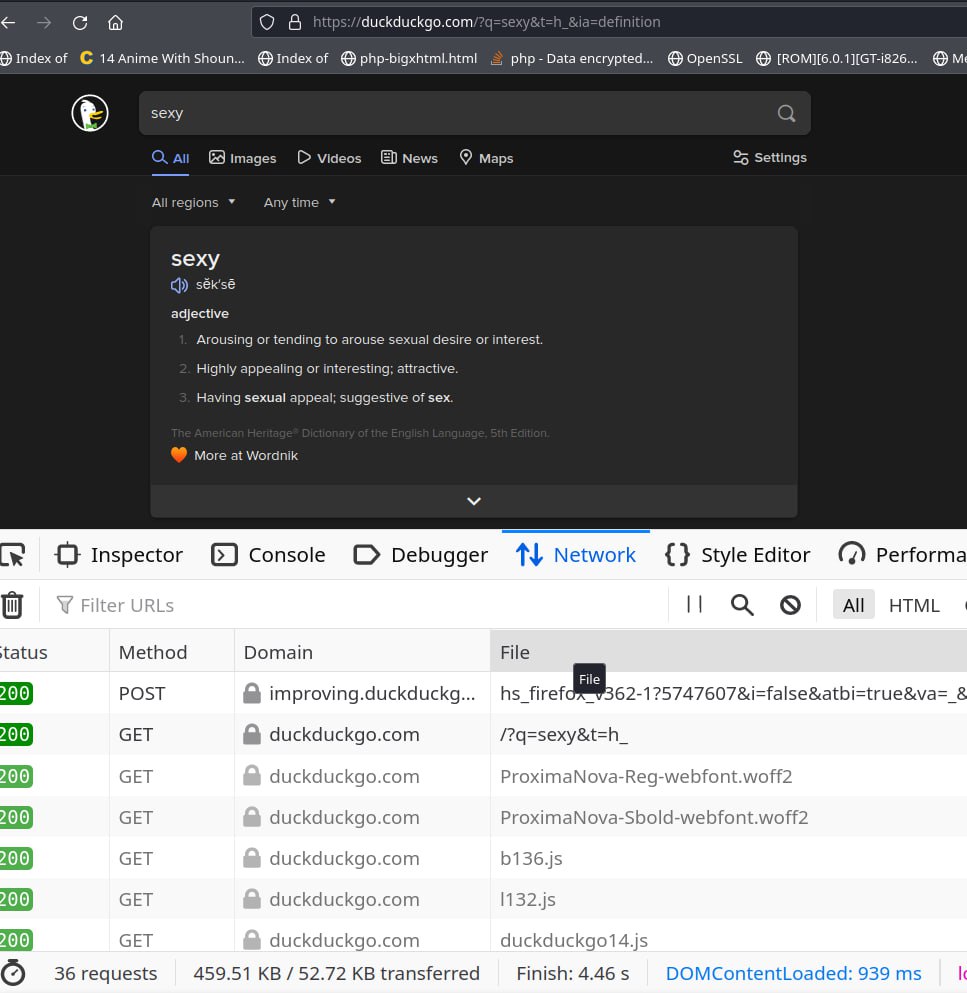 https://duckduckgo.com/?q=sexy&t=h_&ia=definition
Index of 14 Anime With Shoun... Index of php-bigxhtml.html php - Data encrypted... OpenSSL [ROM][6.0.1][GT-i826... Me
sexy
All Images Videos News Maps Settings
All regions Any time
sexy
sĕk′sē
adjective
1. Arousing or tending to arouse sexual desire or interest.
2. Highly appealing or interesting; attractive.
3. Having sexual appeal; suggestive of sex.
The American Heritage® Dictionary of the English Language, 5th Edition.
More at Wordnik
Inspector Console Debugger Network Style Editor Performa
Filter URLs All HTML
Status Method Domain File
File
200 POST improving.duckduckg... hs_firefox_v362-1?5747607&i=false&atbi=true&va=_&
200 GET duckduckgo.com /?q=sexy&t=h_
200 GET duckduckgo.com ProximaNova-Reg-webfont.woff2
200 GET duckduckgo.com ProximaNova-Sbold-webfont.woff2
200 GET duckduckgo.com b136.js
200 GET duckduckgo.com l132.js
200 GET duckduckgo.com duckduckgo14.js
36 requests 459.51 KB / 52.72 KB transferred Finish: 4.46 s DOMContentLoaded: 939 ms lo